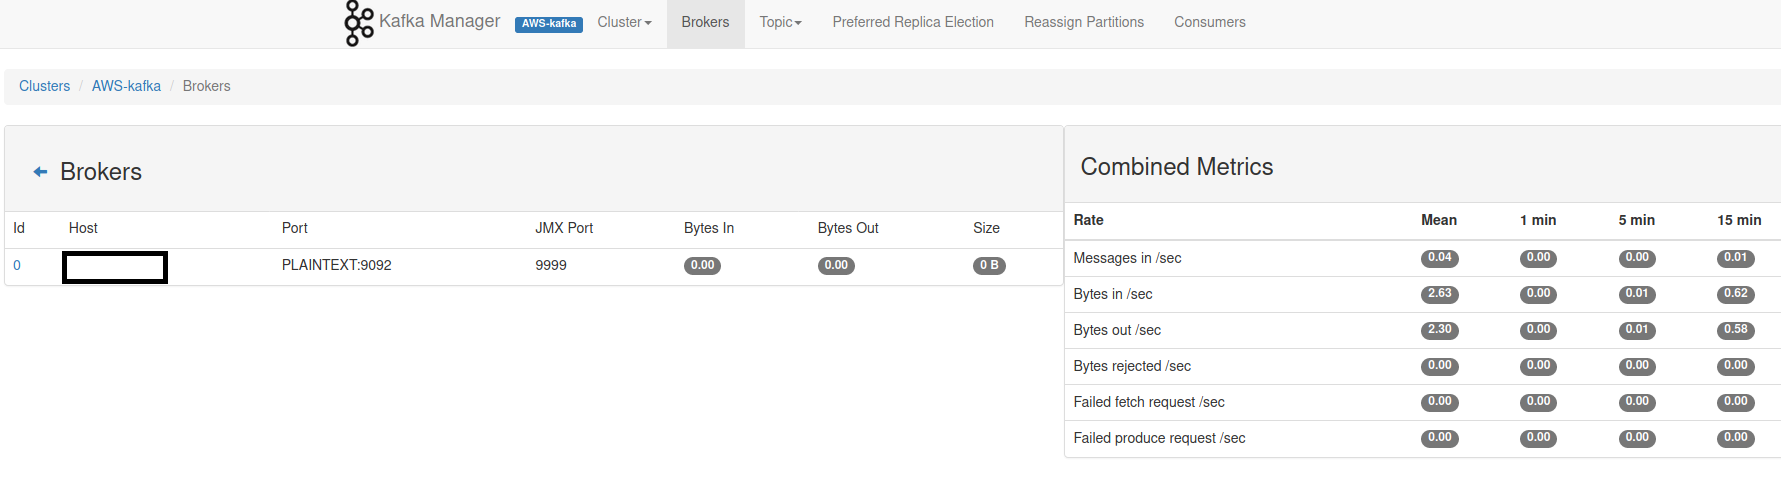 Kafka Manager AWS-kafka Cluster Brokers Topic Preferred Replica Election Reassign Partitions Consumers
Clusters / AWS-kafka / Brokers
Brokers
Id Host Port JMX Port Bytes In Bytes Out Size
0 PLAINTEXT:9092 9999 0.00 0.00 0 B
Combined Metrics
Rate Mean 1 min 5 min 15 min
Messages in /sec 0.04 0.00 0.00 0.01
Bytes in /sec 2.63 0.00 0.01 0.62
Bytes out /sec 2.30 0.00 0.01 0.58
Bytes rejected /sec 0.00 0.00 0.00 0.00
Failed fetch request /sec 0.00 0.00 0.00 0.00
Failed produce request /sec 0.00 0.00 0.00 0.00